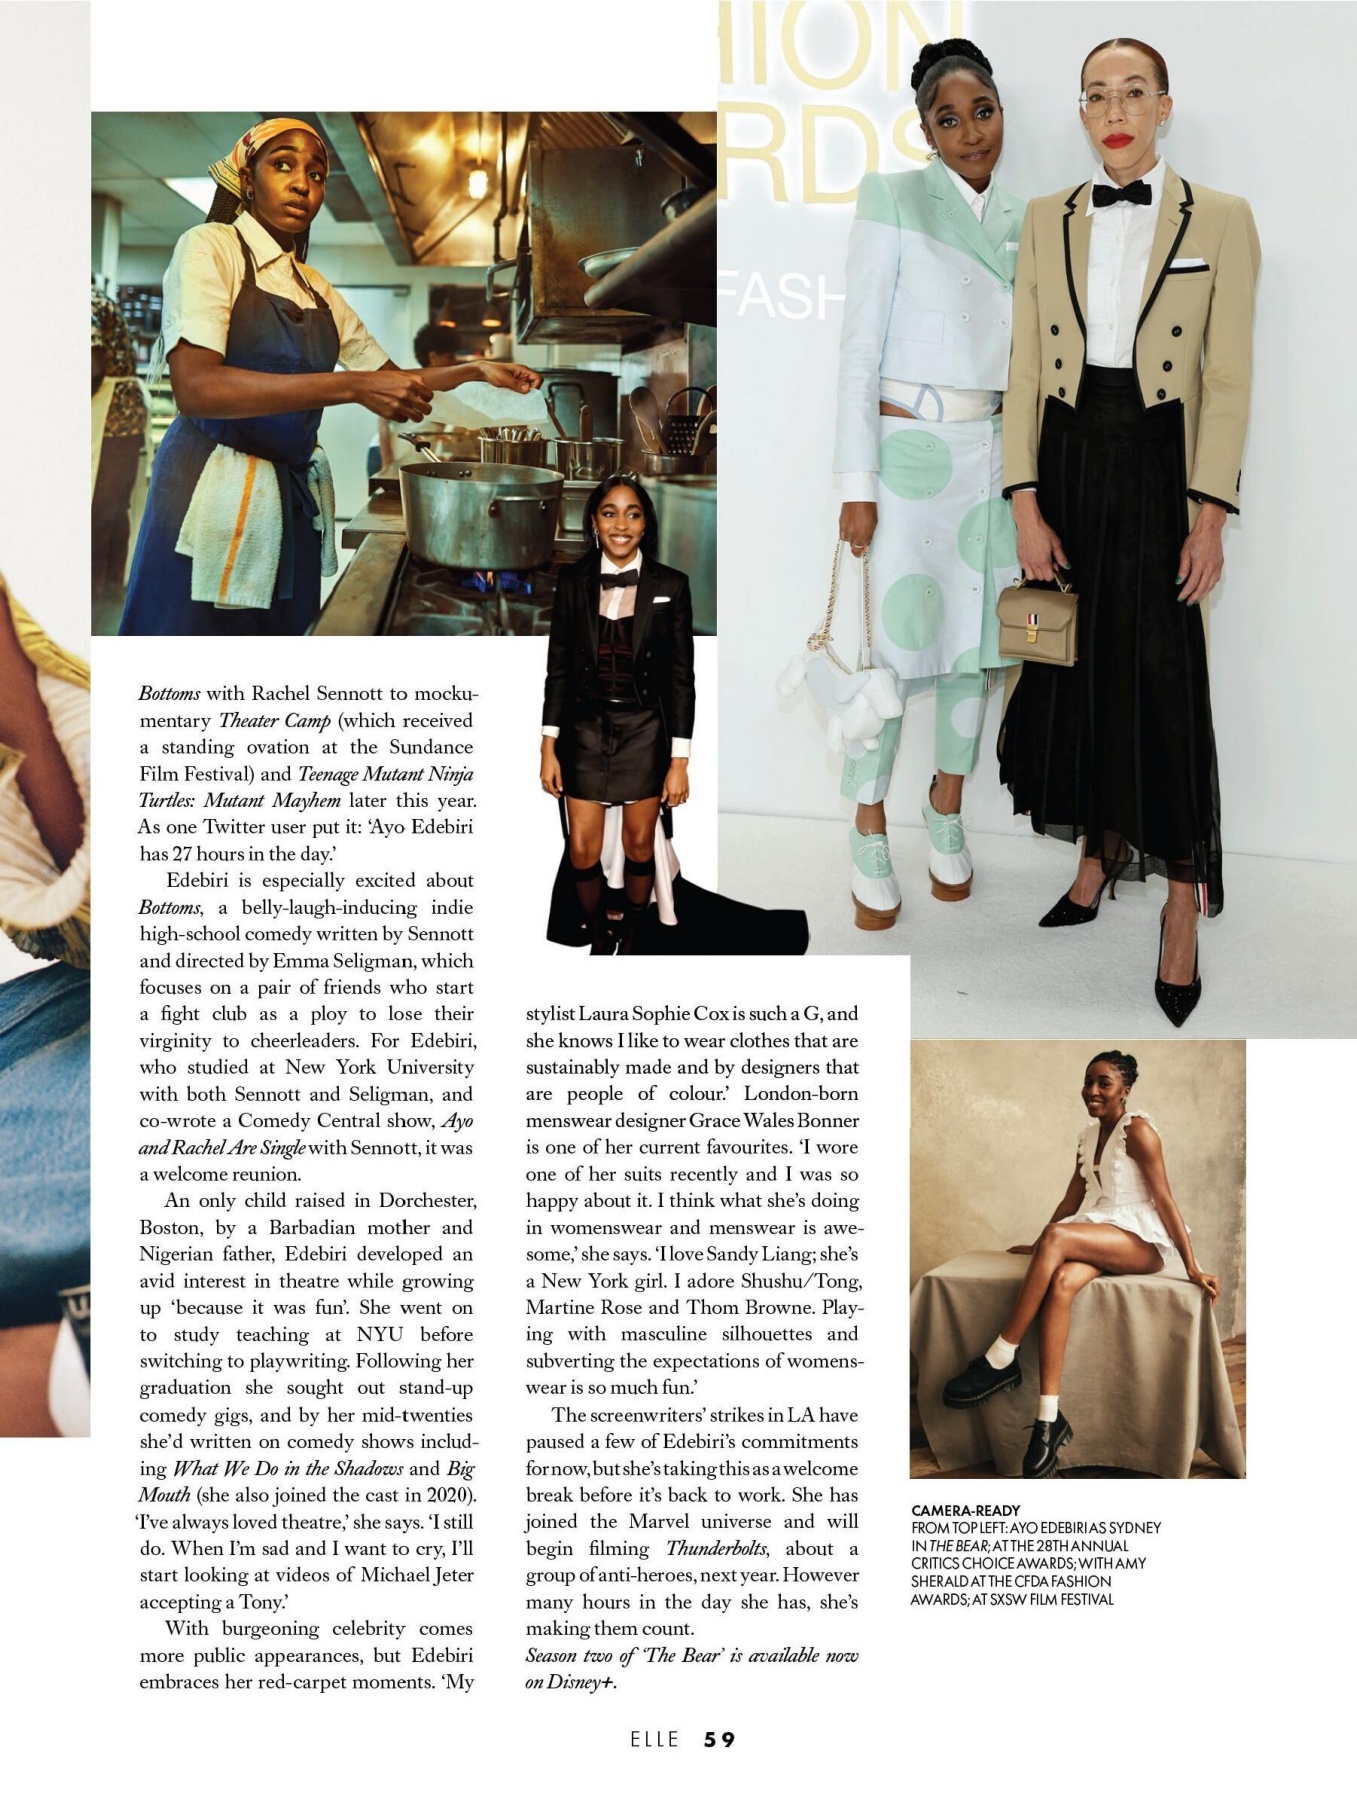 HION
RDS
FASH
Bottoms with Rachel Sennott to mocku-
mentary Theater Camp (which received
a standing ovation at the Sundance
Film Festival) and Teenage Mutant Ninja
Turtles: Mutant Mayhem later this year.
As one Twitter user put it: ‘Ayo Edebiri
has 27 hours in the day.’
Edebiri is especially excited about
Bottoms, a belly-laugh-inducing indie
high-school comedy written by Sennott
and directed by Emma Seligman, which
focuses on a pair of friends who start
a fight club as a ploy to lose their
virginity to cheerleaders. For Edebiri,
who studied at New York University
with both Sennott and Seligman, and
co-wrote a Comedy Central show, Ayo
and Rachel Are Single with Sennott, it was
a welcome reunion.
An only child raised in Dorchester,
Boston, by a Barbadian mother and
Nigerian father, Edebiri developed an
avid interest in theatre while growing
up ‘because it was fun’. She went on
to study teaching at NYU before
switching to playwriting. Following her
graduation she sought out stand-up
comedy gigs, and by her mid-twenties
she’d written on comedy shows includ-
ing What We Do in the Shadows and Big
Mouth (she also joined the cast in 2020).
‘I’ve always loved theatre,’ she says. ‘I still
do. When I’m sad and I want to cry, I’ll
start looking at videos of Michael Jeter
accepting a Tony.’
With burgeoning celebrity comes
more public appearances, but Edebiri
embraces her red-carpet moments. ‘My
stylist Laura Sophie Cox is such a G, and
she knows I like to wear clothes that are
sustainably made and by designers that
are people of colour.’ London-born
menswear designer Grace Wales Bonner
is one of her current favourites. ‘I wore
one of her suits recently and I was so
happy about it. I think what she’s doing
in womenswear and menswear is awe-
some,’ she says. ‘I love Sandy Liang; she’s
a New York girl. I adore Shushu/Tong,
Martine Rose and Thom Browne. Play-
ing with masculine silhouettes and
subverting the expectations of womens-
wear is so much fun.’
The screenwriters’ strikes in LA have
paused a few of Edebiri’s commitments
for now, but she’s taking this as a welcome
break before it’s back to work. She has
joined the Marvel universe and will
begin filming Thunderbolts, about a
group of anti-heroes, next year. However
many hours in the day she has, she’s
making them count.
Season two of ‘The Bear’ is available now
on Disney+.
CAMERA-READY
FROM TOP LEFT: AYO EDEBIRI AS SYDNEY
IN THE BEAR; AT THE 28TH ANNUAL
CRITICS CHOICE AWARDS; WITH AMY
SHERALD AT THE CFDA FASHION
AWARDS; AT SXSW FILM FESTIVAL
ELLE 59